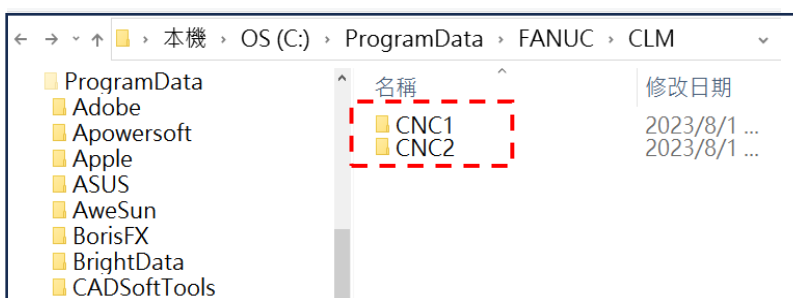 本機 › OS (C:) › ProgramData › FANUC › CLM
ProgramData
Adobe
Apowersoft
Apple
ASUS
AweSun
BorisFX
BrightData
CADSoftTools
名稱 修改日期
CNC1 2023/8/1 ...
CNC2 2023/8/1 ...